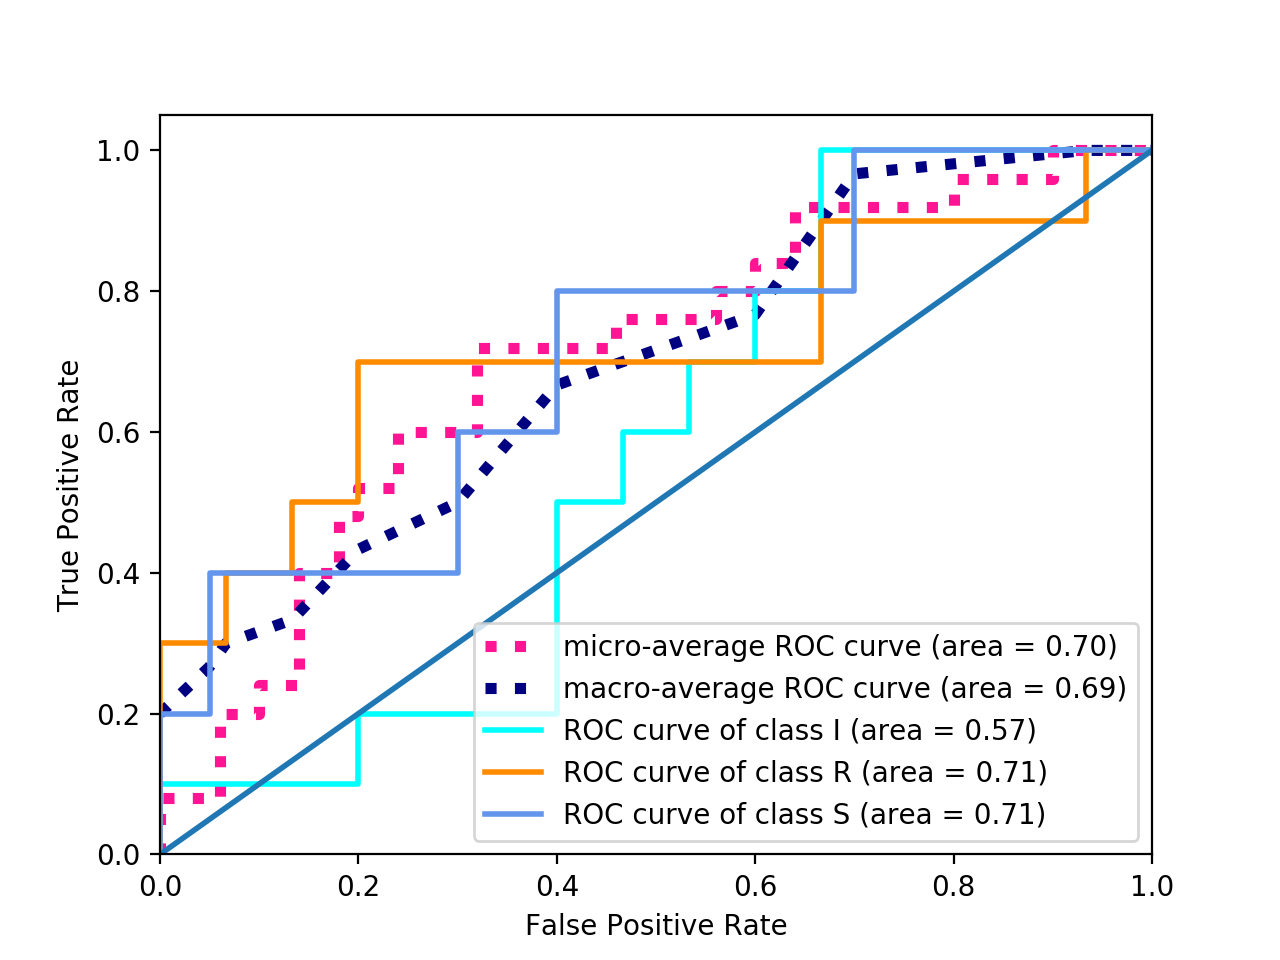 1.0
0.8
0.6
0.4
0.2
0.0
True Positive Rate
micro-average ROC curve (area = 0.70)
macro-average ROC curve (area = 0.69)
ROC curve of class I (area = 0.57)
ROC curve of class R (area = 0.71)
ROC curve of class S (area = 0.71)
0.0 0.2 0.4 0.6 0.8 1.0
False Positive Rate